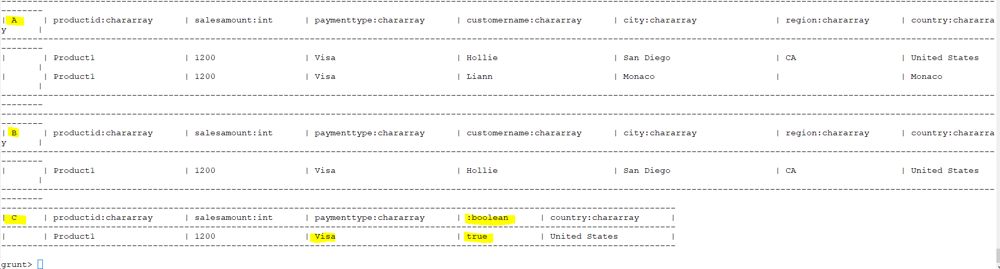 | A | productid:chararray | salesamount:int | paymenttype:chararray | customername:chararray | city:chararray | region:chararray | country:chararra
y |
| | Product1 | 1200 | Visa | Hollie | San Diego | CA | United States
|
| | Product1 | 1200 | Visa | Liann | Monaco | | Monaco
|
| B | productid:chararray | salesamount:int | paymenttype:chararray | customername:chararray | city:chararray | region:chararray | country:chararra
y |
| | Product1 | 1200 | Visa | Hollie | San Diego | CA | United States
|
| C | productid:chararray | salesamount:int | paymenttype:chararray | :boolean | country:chararray |
| | Product1 | 1200 | Visa | true | United States |
grunt>